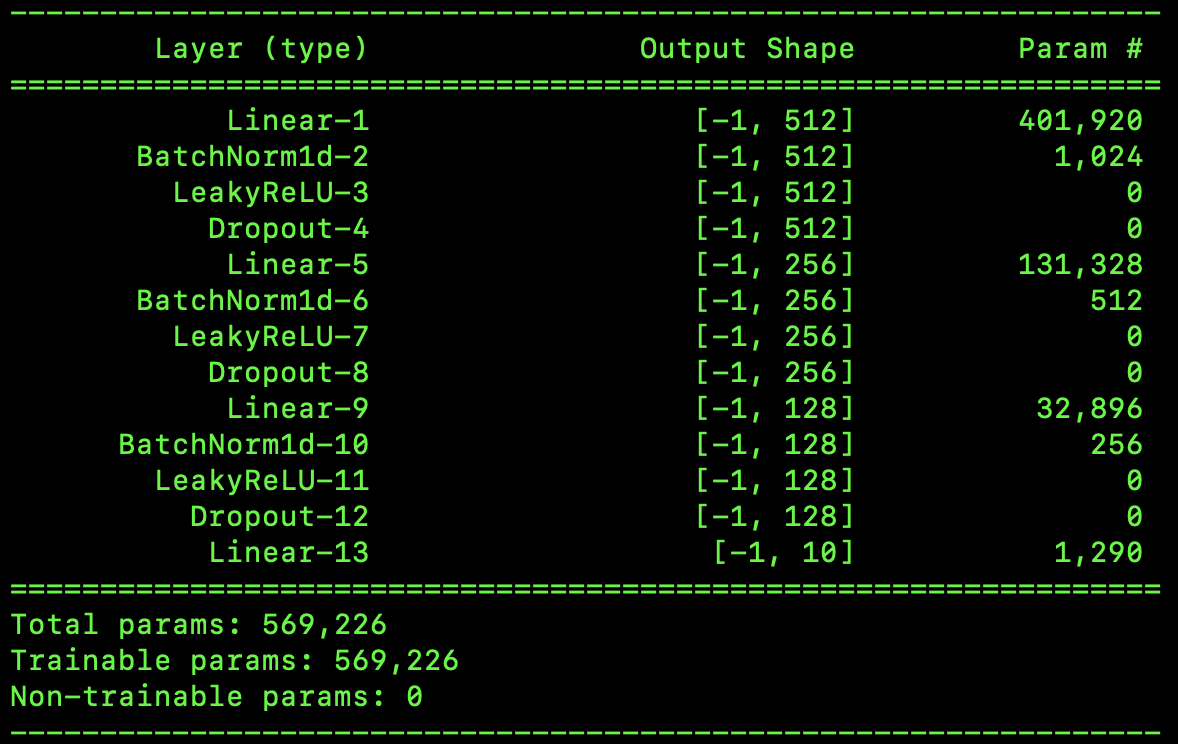 ----------------------------------------------------------------
Layer (type) Output Shape Param #
================================================================
Linear-1 [-1, 512] 401,920
BatchNorm1d-2 [-1, 512] 1,024
LeakyReLU-3 [-1, 512] 0
Dropout-4 [-1, 512] 0
Linear-5 [-1, 256] 131,328
BatchNorm1d-6 [-1, 256] 512
LeakyReLU-7 [-1, 256] 0
Dropout-8 [-1, 256] 0
Linear-9 [-1, 128] 32,896
BatchNorm1d-10 [-1, 128] 256
LeakyReLU-11 [-1, 128] 0
Dropout-12 [-1, 128] 0
Linear-13 [-1, 10] 1,290
================================================================
Total params: 569,226
Trainable params: 569,226
Non-trainable params: 0
----------------------------------------------------------------